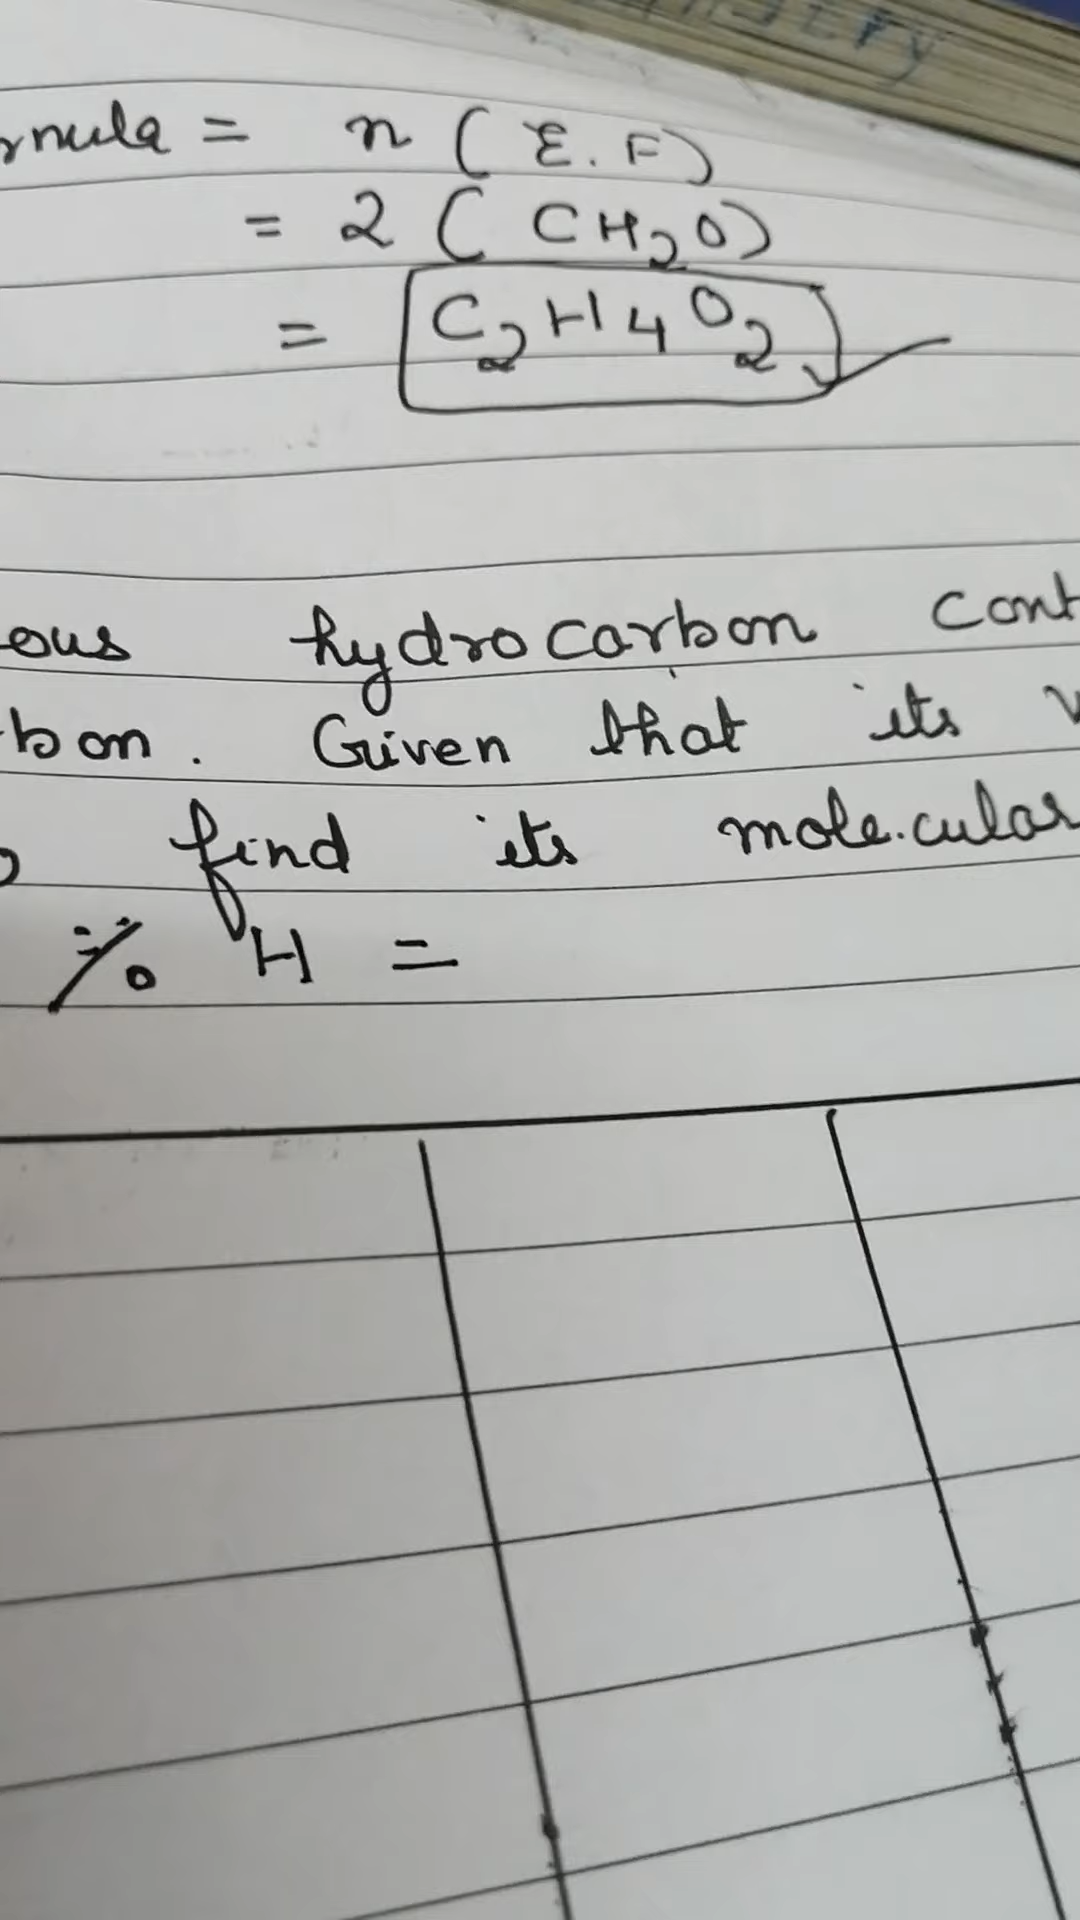 rmula = n ( E. F)
= 2 ( CH₂O)
= C₂H₄O₂
ous hydrocarbon cont
bon. Given that its v
find its molecular
% H =